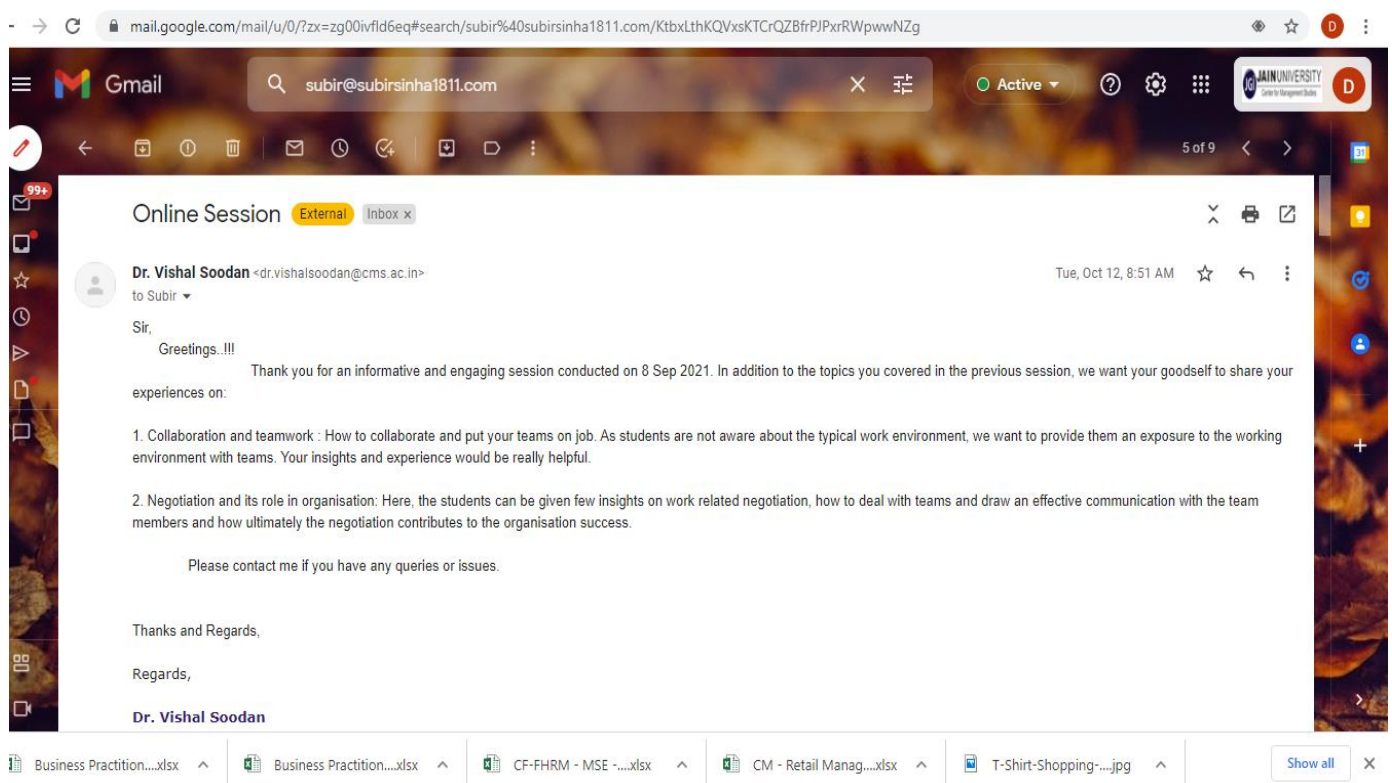 mail.google.com/mail/u/0/?zx=zg00ivfld6eq#search/subir%40subirsinha1811.com/KtbxLthKQVxsKTCrQZBfrPJPxrRWpwwNZg
D
Gmail
subir@subirsinha1811.com
Active
JGI JAIN UNIVERSITY
Center for Management Studies
D
5 of 9
31
99+
Online Session External Inbox x
Dr. Vishal Soodan <dr.vishalsoodan@cms.ac.in>
Tue, Oct 12, 8:51 AM
to Subir
Sir,
Greetings..!!!
Thank you for an informative and engaging session conducted on 8 Sep 2021. In addition to the topics you covered in the previous session, we want your goodself to share your
experiences on:
1. Collaboration and teamwork : How to collaborate and put your teams on job. As students are not aware about the typical work environment, we want to provide them an exposure to the working
environment with teams. Your insights and experience would be really helpful.
2. Negotiation and its role in organisation: Here, the students can be given few insights on work related negotiation, how to deal with teams and draw an effective communication with the team
members and how ultimately the negotiation contributes to the organisation success.
Please contact me if you have any queries or issues.
Thanks and Regards,
Regards,
Dr. Vishal Soodan
Business Practition....xlsx
Business Practition....xlsx
CF-FHRM - MSE -....xlsx
CM - Retail Manag....xlsx
T-Shirt-Shopping-....jpg
Show all